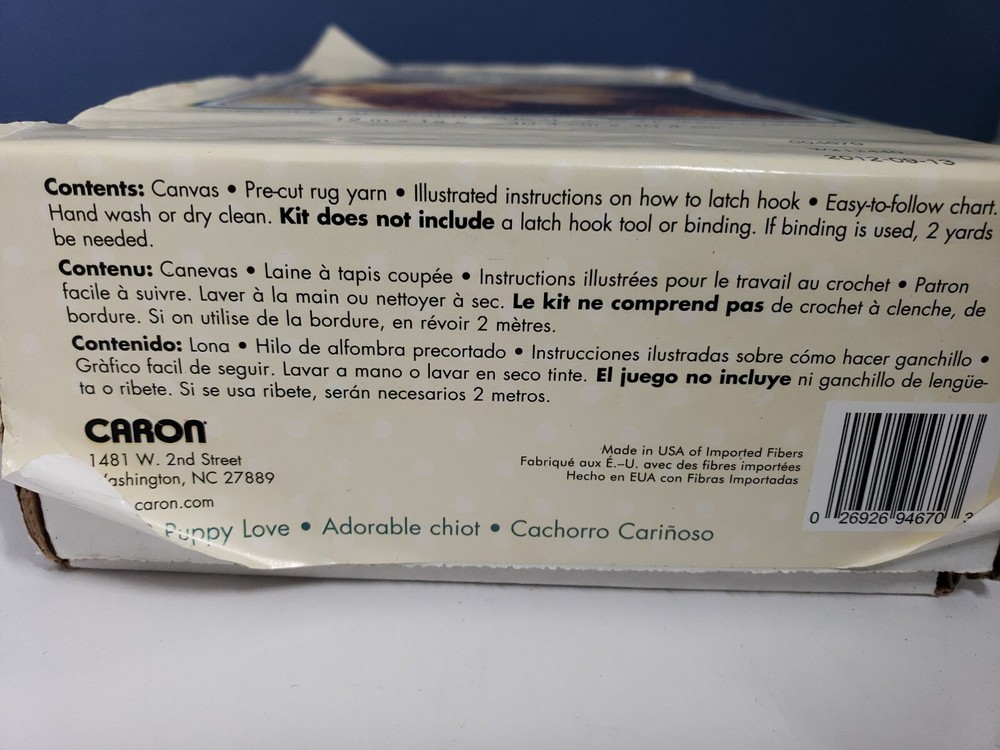 2012-09-13
Contents: Canvas • Pre-cut rug yarn • Illustrated instructions on how to latch hook • Easy-to-follow chart.
Hand wash or dry clean. Kit does not include a latch hook tool or binding. If binding is used, 2 yards
be needed.
Contenu: Canevas • Laine à tapis coupée • Instructions illustrées pour le travail au crochet • Patron
facile à suivre. Laver à la main ou nettoyer à sec. Le kit ne comprend pas de crochet à clenche, de
bordure. Si on utilise de la bordure, en révoir 2 mètres.
Contenido: Lona • Hilo de alfombra precortado • Instrucciones ilustradas sobre cómo hacer ganchillo •
Gràfico facil de seguir. Lavar a mano o lavar en seco tinte. El juego no incluye ni ganchillo de lengüe-
ta o ribete. Si se usa ribete, serán necesarios 2 metros.
CARON
1481 W. 2nd Street
ashington, NC 27889
caron.com
Made in USA of Imported Fibers
Fabriqué aux É.–U. avec des fibres importées
Hecho en EUA con Fibras Importadas
0 26926 94670 3
Puppy Love • Adorable chiot • Cachorro Cariñoso